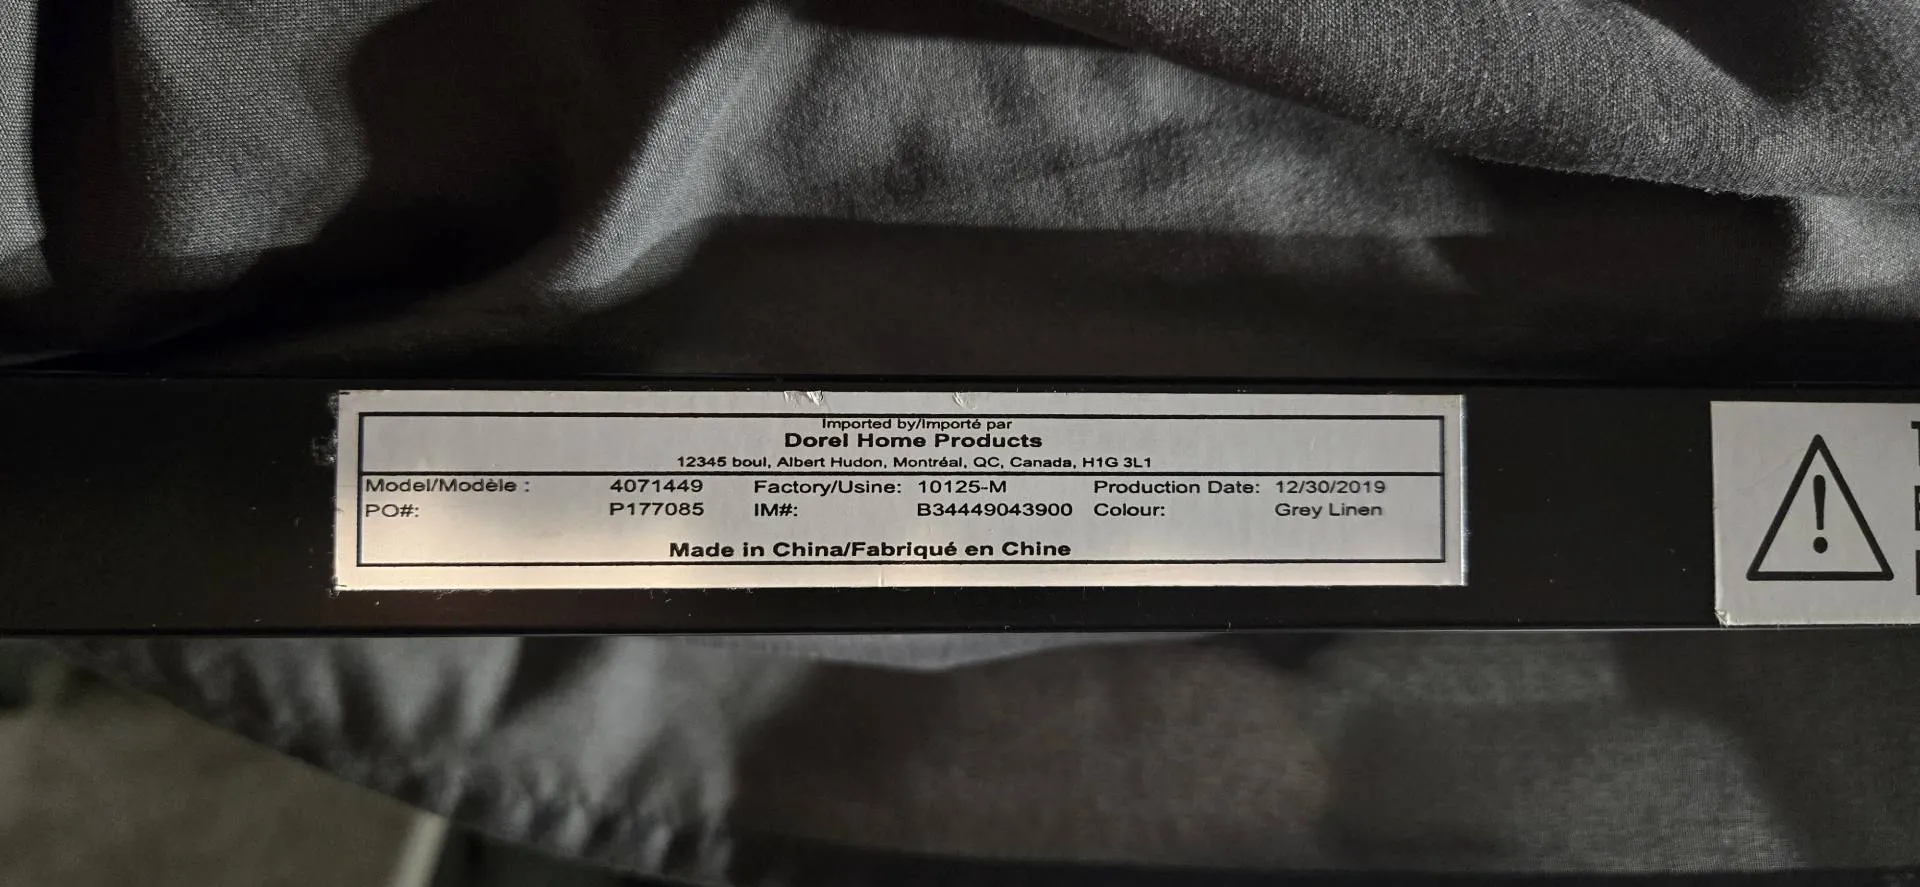 Imported by/Importé par
Dorel Home Products
12345 boul, Albert Hudon, Montréal, QC, Canada, H1G 3L1
Model/Modèle : 4071449 Factory/Usine: 10125-M Production Date: 12/30/2019
PO#: P177085 IM#: B34449043900 Colour: Grey Linen
Made in China/Fabriqué en Chine